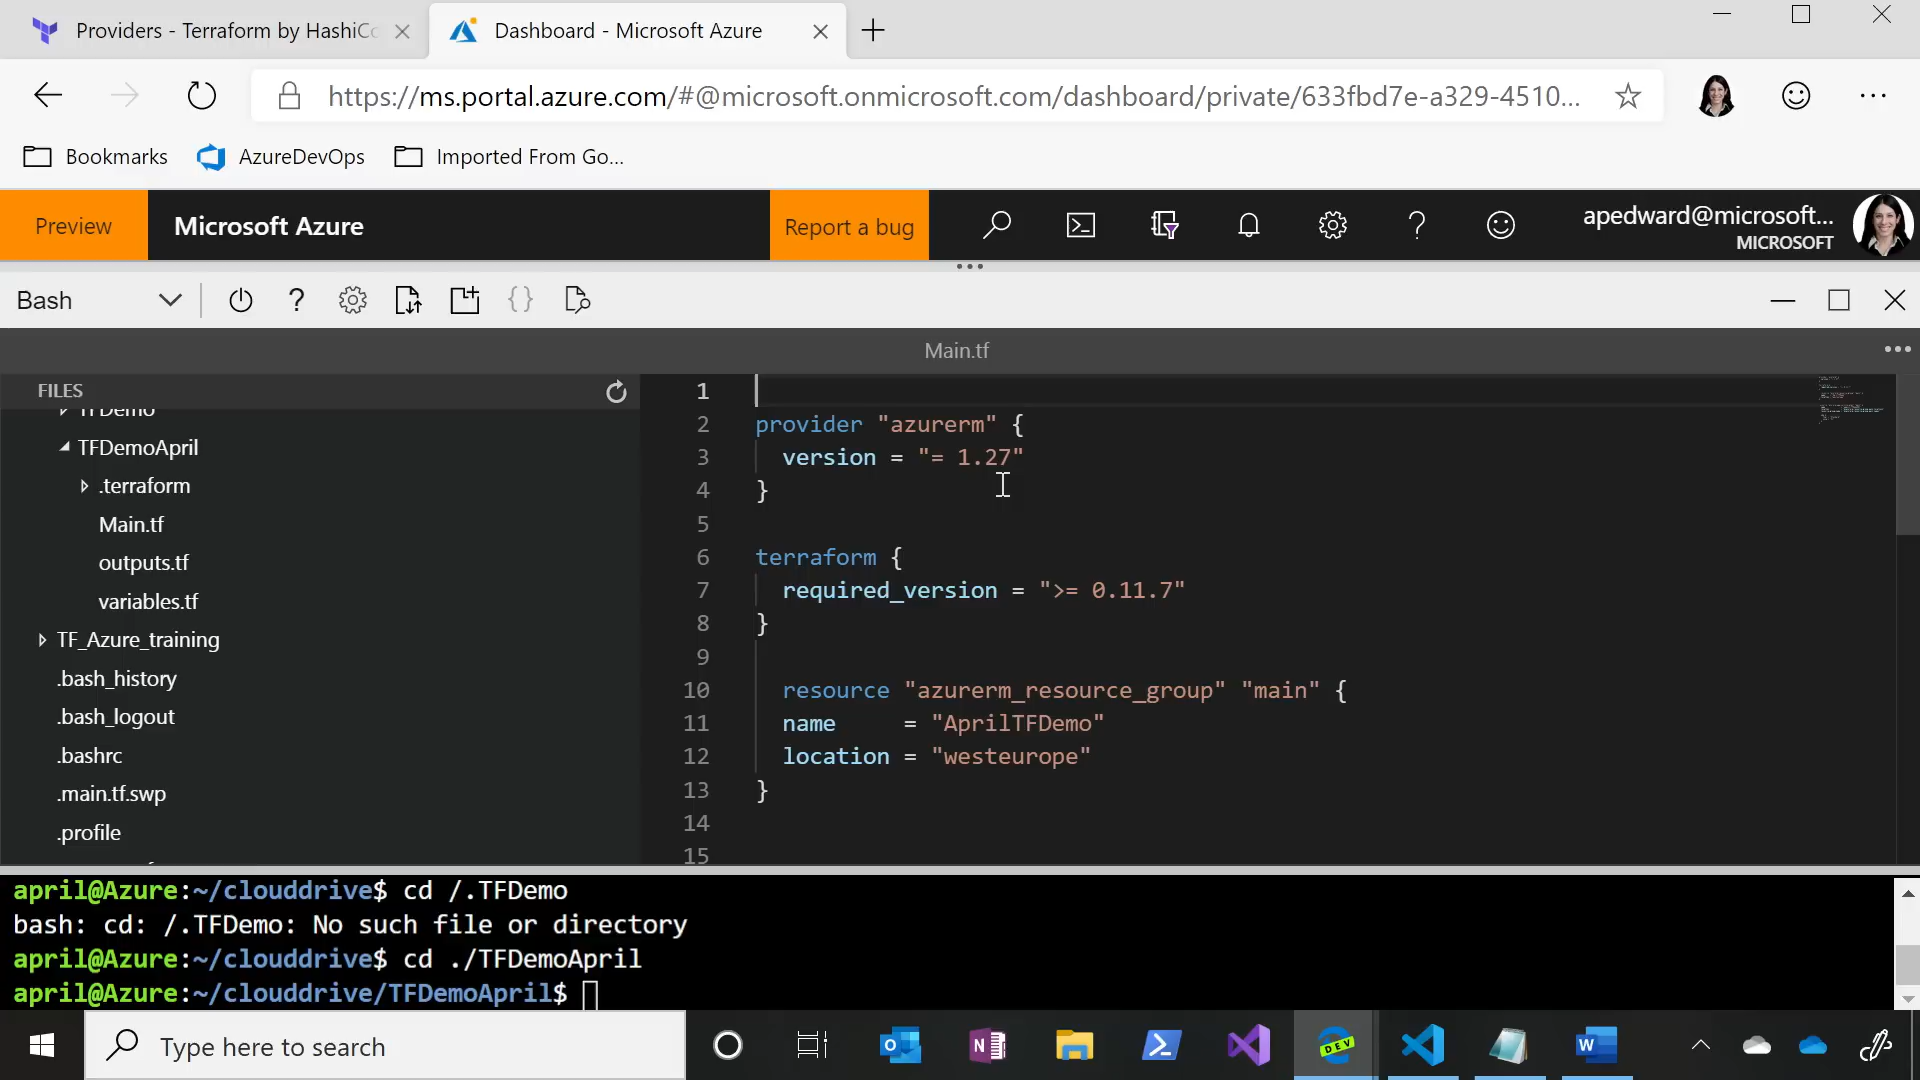 Providers - Terraform by HashiCo
Dashboard - Microsoft Azure
https://ms.portal.azure.com/#@microsoft.onmicrosoft.com/dashboard/private/633fbd7e-a329-4510...
Bookmarks
AzureDevOps
Imported From Go...
Preview
Microsoft Azure
Report a bug
apedward@microsoft...
MICROSOFT
Bash
Main.tf
FILES
TFDemo
TFDemoApril
.terraform
Main.tf
outputs.tf
variables.tf
TF_Azure_training
.bash_history
.bash_logout
.bashrc
.main.tf.swp
.profile
1
2 provider "azurerm" {
3 version = "= 1.27"
4 }
5
6 terraform {
7 required_version = ">= 0.11.7"
8 }
9
10 resource "azurerm_resource_group" "main" {
11 name = "AprilTFDemo"
12 location = "westeurope"
13 }
14
15
april@Azure:~/clouddrive$ cd /.TFDemo
bash: cd: /.TFDemo: No such file or directory
april@Azure:~/clouddrive$ cd ./TFDemoApril
april@Azure:~/clouddrive/TFDemoApril$
Type here to search
DEV